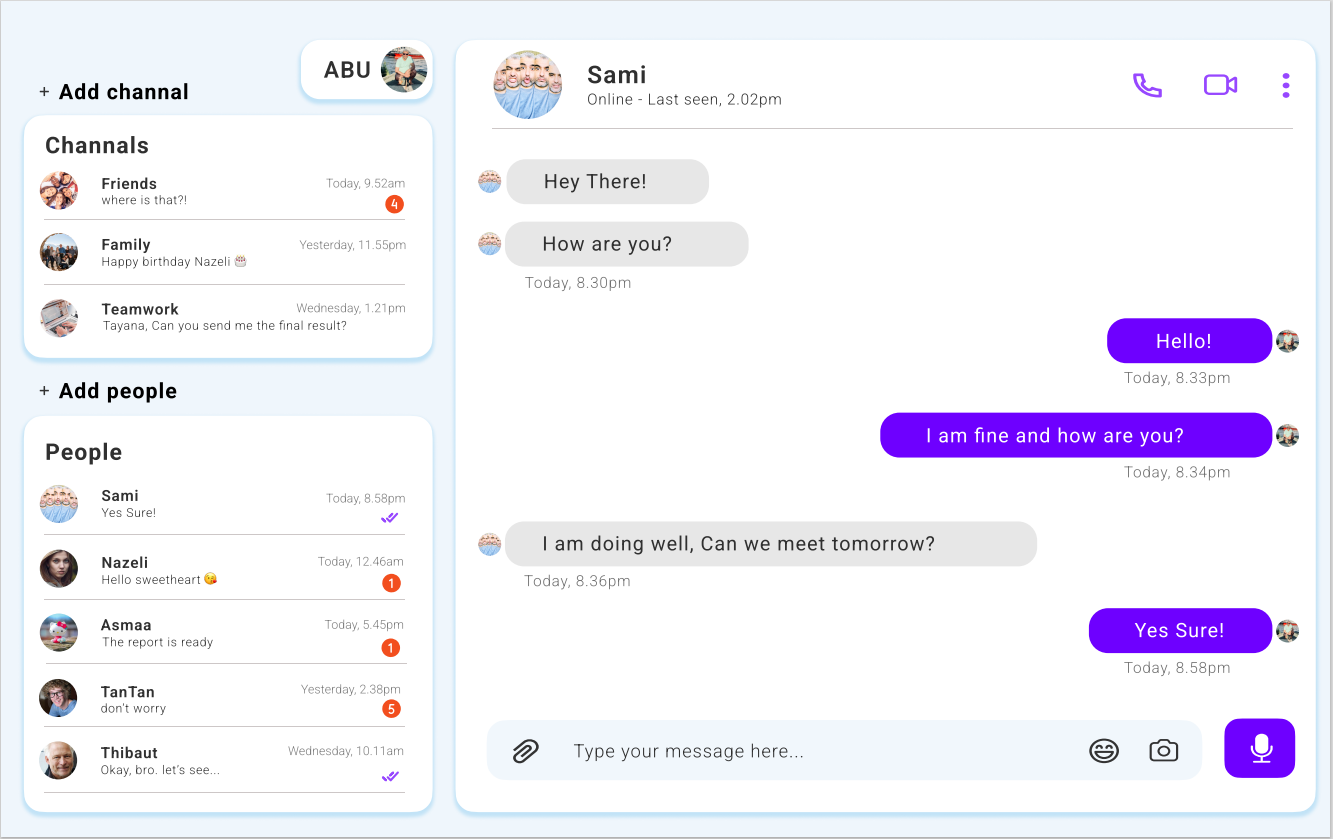 ABU
+ Add channal
Channals
Friends
Today, 9.52am
where is that?!
4
Family
Yesterday, 11.55pm
Happy birthday Nazeli 🎂
Teamwork
Wednesday, 1.21pm
Tayana, Can you send me the final result?
+ Add people
People
Sami
Today, 8.58pm
Yes Sure!
Nazeli
Today, 12.46am
Hello sweetheart 😘
1
Asmaa
Today, 5.45pm
The report is ready
1
TanTan
Yesterday, 2.38pm
don't worry
5
Thibaut
Wednesday, 10.11am
Okay, bro. let's see...
Sami
Online - Last seen, 2.02pm
Hey There!
How are you?
Today, 8.30pm
Hello!
Today, 8.33pm
I am fine and how are you?
Today, 8.34pm
I am doing well, Can we meet tomorrow?
Today, 8.36pm
Yes Sure!
Today, 8.58pm
Type your message here...